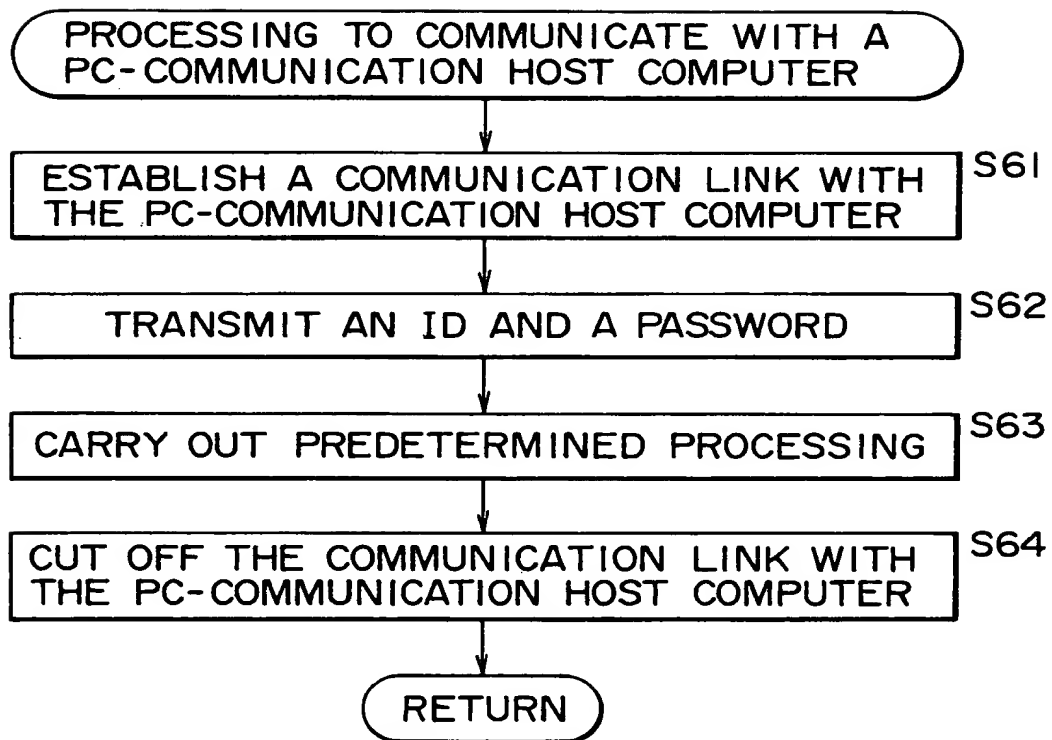 PROCESSING TO COMMUNICATE WITH A
PC-COMMUNICATION HOST COMPUTER
S61
ESTABLISH A COMMUNICATION LINK WITH
THE PC-COMMUNICATION HOST COMPUTER
S62
TRANSMIT AN ID AND A PASSWORD
S63
CARRY OUT PREDETERMINED PROCESSING
S64
CUT OFF THE COMMUNICATION LINK WITH
THE PC-COMMUNICATION HOST COMPUTER
RETURN